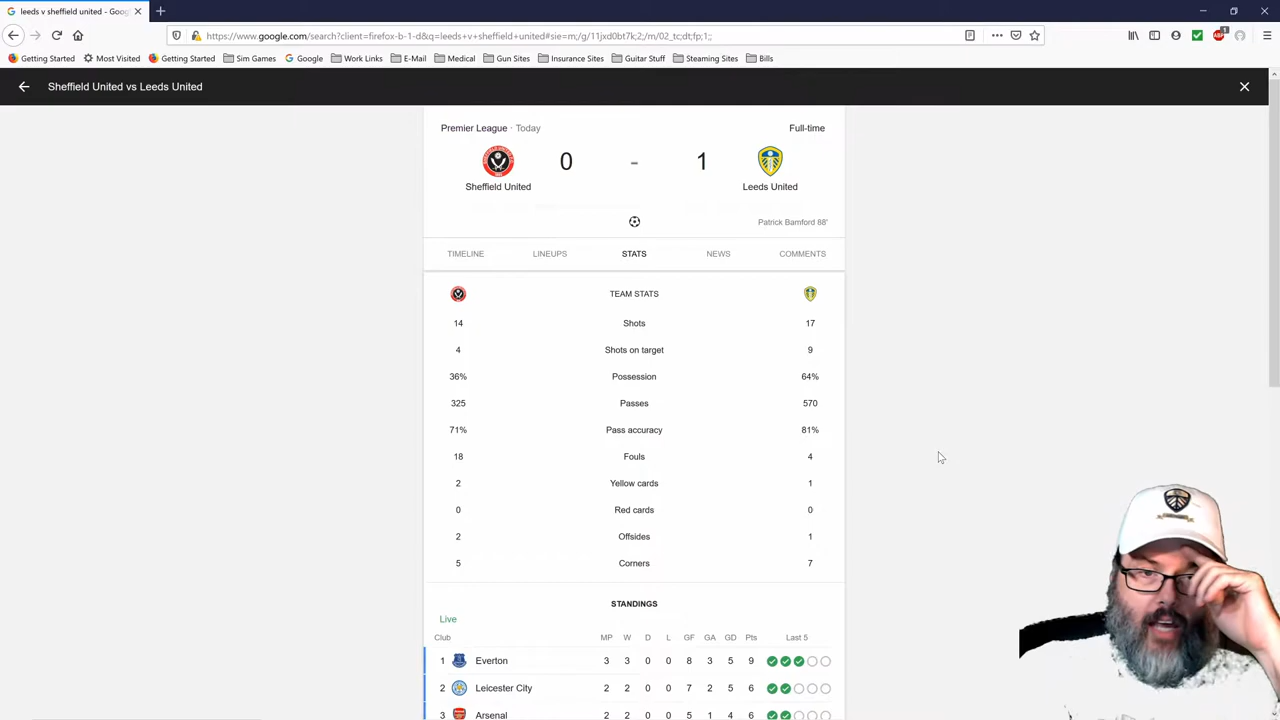 leeds v sheffield united - Goog
https://www.google.com/search?client=firefox-b-1-d&q=leeds+v+sheffield+united#sie=m;/g/11jxd0bt7k;2;/m/02_tc;dt;fp;1;;
Getting Started Most Visited Getting Started Sim Games Google Work Links E-Mail Medical Gun Sites Insurance Sites Guitar Stuff Steaming Sites Bills
Sheffield United vs Leeds United
Premier League · Today Full-time
0 - 1
Sheffield United Leeds United
Patrick Bamford 88'
TIMELINE LINEUPS STATS NEWS COMMENTS
TEAM STATS
14 Shots 17
4 Shots on target 9
36% Possession 64%
325 Passes 570
71% Pass accuracy 81%
18 Fouls 4
2 Yellow cards 1
0 Red cards 0
2 Offsides 1
5 Corners 7
STANDINGS
Live
Club MP W D L GF GA GD Pts Last 5
1 Everton 3 3 0 0 8 3 5 9
2 Leicester City 2 2 0 0 7 2 5 6
3 Arsenal 2 2 0 0 5 1 4 6